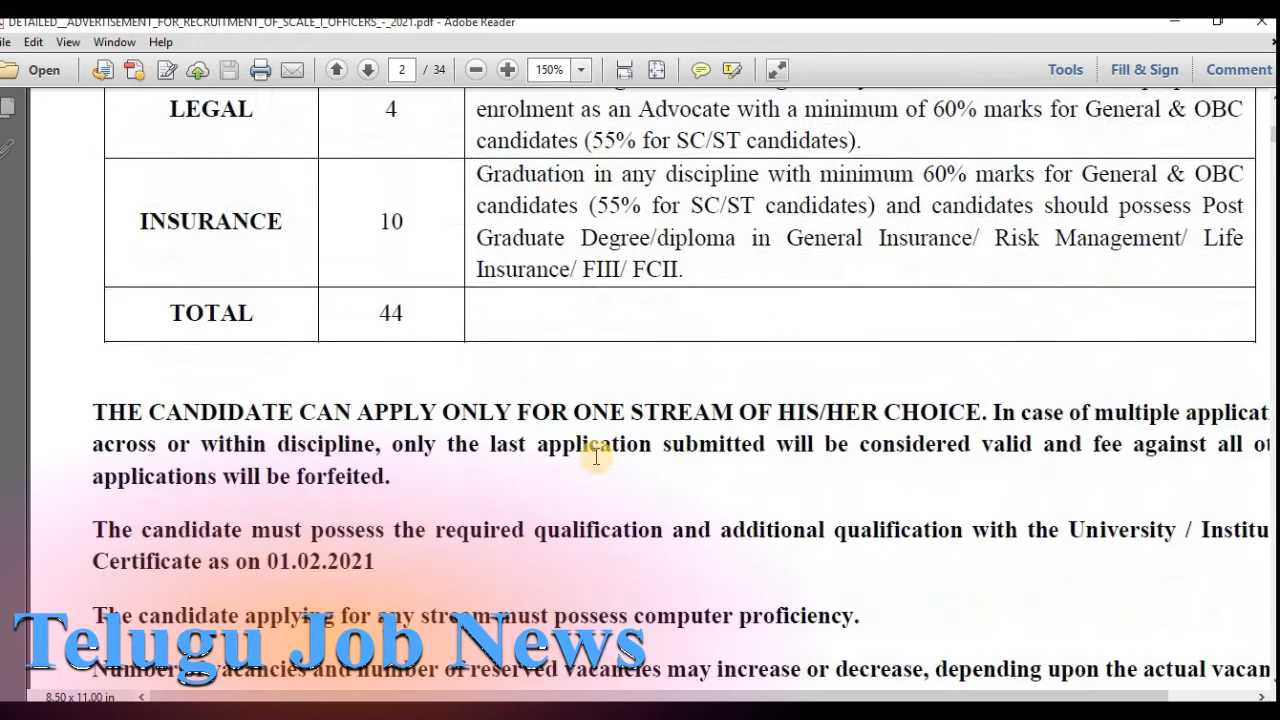 DETAILED__ADVERTISEMENT_FOR_RECRUITMENT_OF_SCALE_I_OFFICERS_-_2021.pdf - Adobe Reader
File Edit View Window Help
Open 2 / 34 150% Tools Fill & Sign Comment
LEGAL 4 enrolment as an Advocate with a minimum of 60% marks for General & OBC
candidates (55% for SC/ST candidates).
Graduation in any discipline with minimum 60% marks for General & OBC
candidates (55% for SC/ST candidates) and candidates should possess Post
INSURANCE 10 Graduate Degree/diploma in General Insurance/ Risk Management/ Life
Insurance/ FIII/ FCII.
TOTAL 44
THE CANDIDATE CAN APPLY ONLY FOR ONE STREAM OF HIS/HER CHOICE. In case of multiple applicat
across or within discipline, only the last application submitted will be considered valid and fee against all ot
applications will be forfeited.
The candidate must possess the required qualification and additional qualification with the University / Institu
Certificate as on 01.02.2021
The candidate applying for any stream must possess computer proficiency.
Telugu Job News
Number of vacancies and number of reserved vacancies may increase or decrease, depending upon the actual vacan
8.50 x 11.00 in